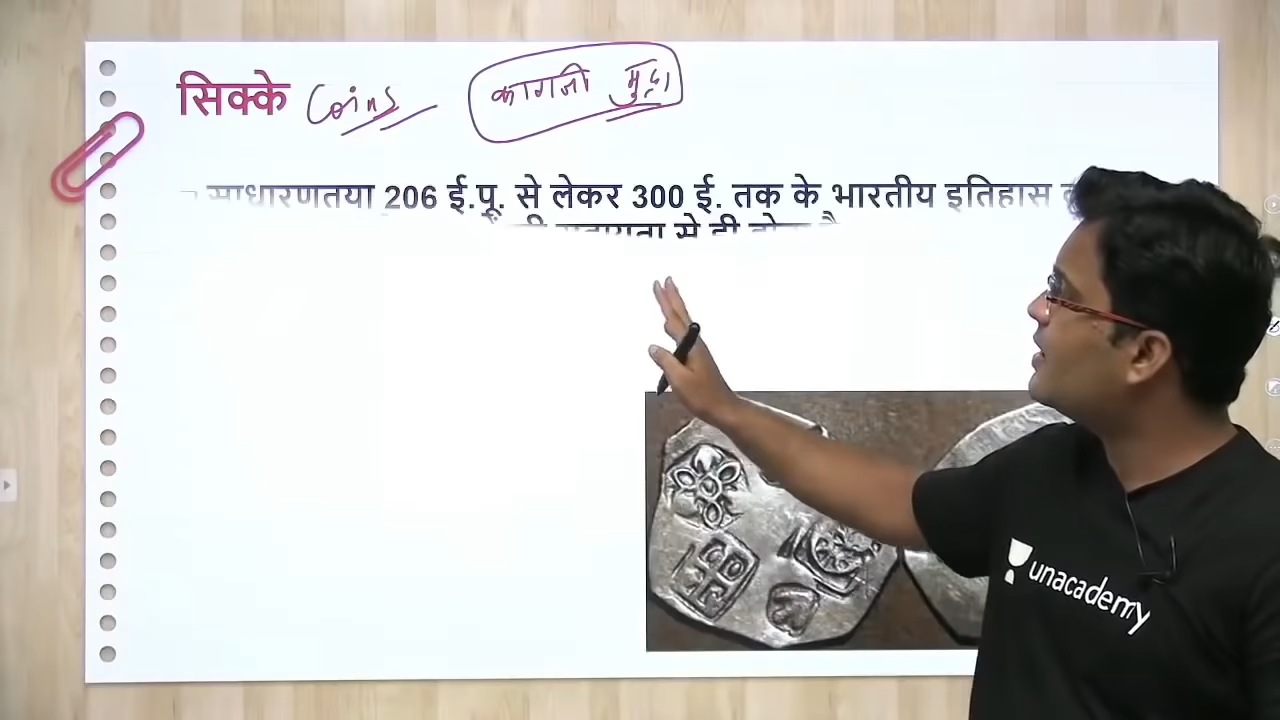 सिक्के Coins कागजी मुद्रा
साधारणतया 206 ई.पू. से लेकर 300 ई. तक के भारतीय इतिहास
से ही
unacademy